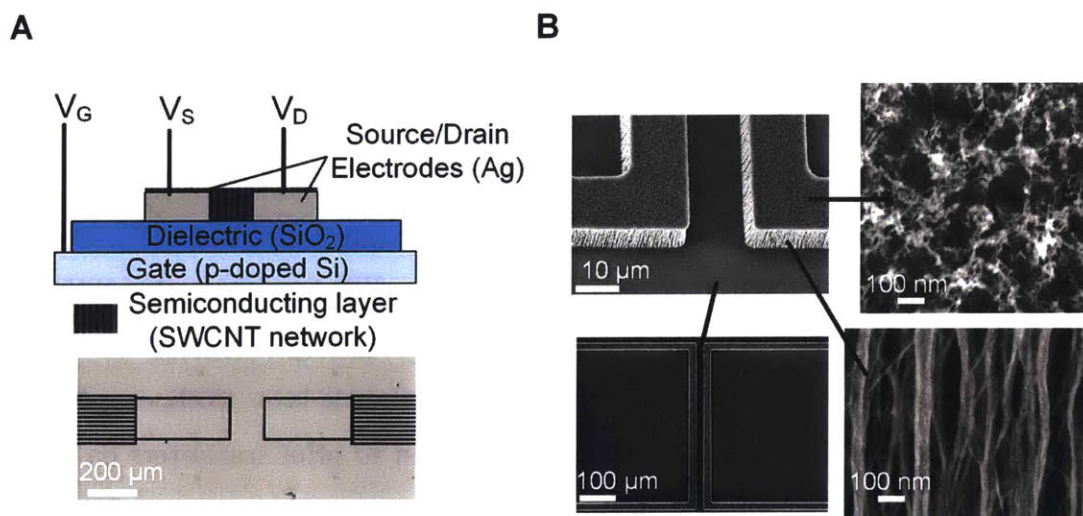 A
V_G
V_S
V_D
Source/Drain
Electrodes (Ag)
Dielectric (SiO₂)
Gate (p-doped Si)
Semiconducting layer
(SWCNT network)
200 µm
B
10 µm
100 nm
100 µm
100 nm